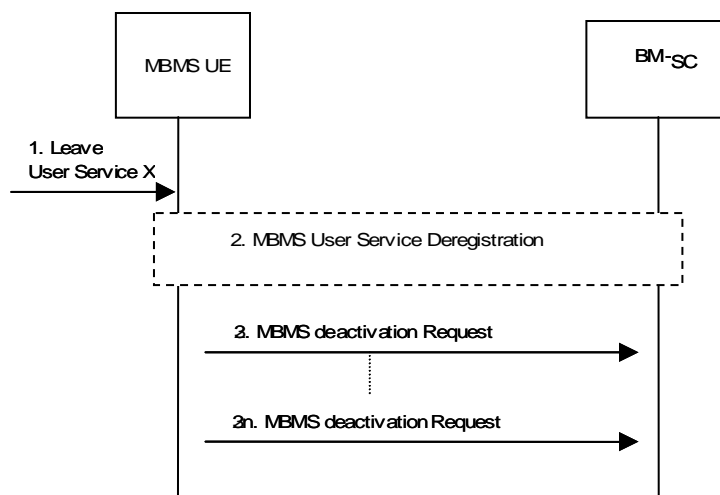 MBMS UE
BM-SC
1. Leave
User Service X
2. MBMS User Service Deregistration
3. MBMS deactivation Request
3n. MBMS deactivation Request